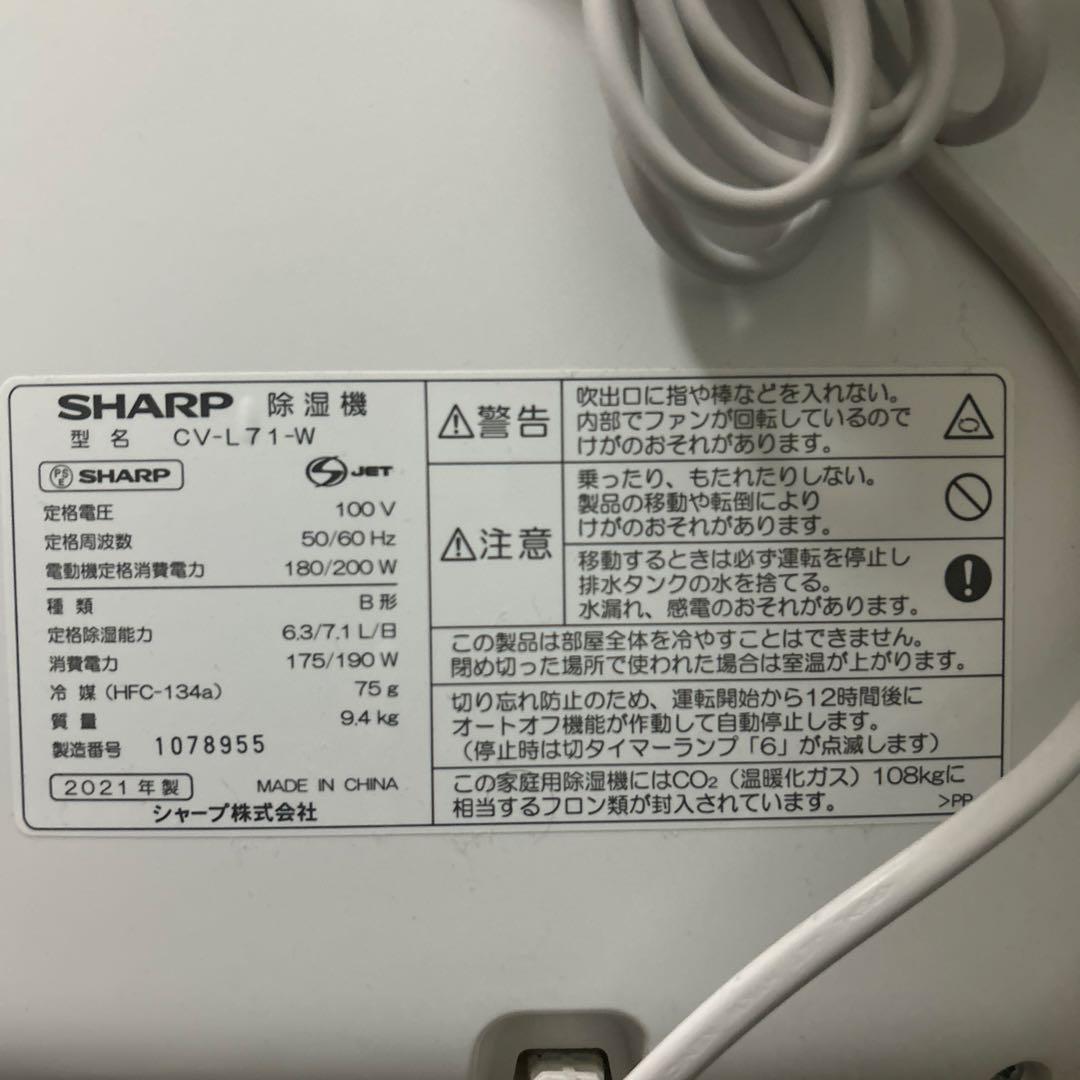 SHARP 除湿機
型名 CV-L71-W
PSE SHARP
JET
定格電圧 100 V
定格周波数 50/60 Hz
電動機定格消費電力 180/200 W
種類 B形
定格除湿能力 6.3/7.1 L/日
消費電力 175/190 W
冷媒（HFC-134a） 75 g
質量 9.4 kg
製造番号 1078955
2021年製 MADE IN CHINA
シャープ株式会社
警告
吹出口に指や棒などを入れない。
内部でファンが回転しているので
けがのおそれがあります。
注意
乗ったり、もたれたりしない。
製品の移動や転倒により
けがのおそれがあります。
移動するときは必ず運転を停止し
排水タンクの水を捨てる。
水漏れ、感電のおそれがあります。
この製品は部屋全体を冷やすことはできません。
閉め切った場所で使われた場合は室温が上がります。
切り忘れ防止のため、運転開始から12時間後に
オートオフ機能が作動して自動停止します。
（停止時は切タイマーランプ「6」が点滅します）
この家庭用除湿機にはCO₂（温暖化ガス）108kgに
相当するフロン類が封入されています。
>PP